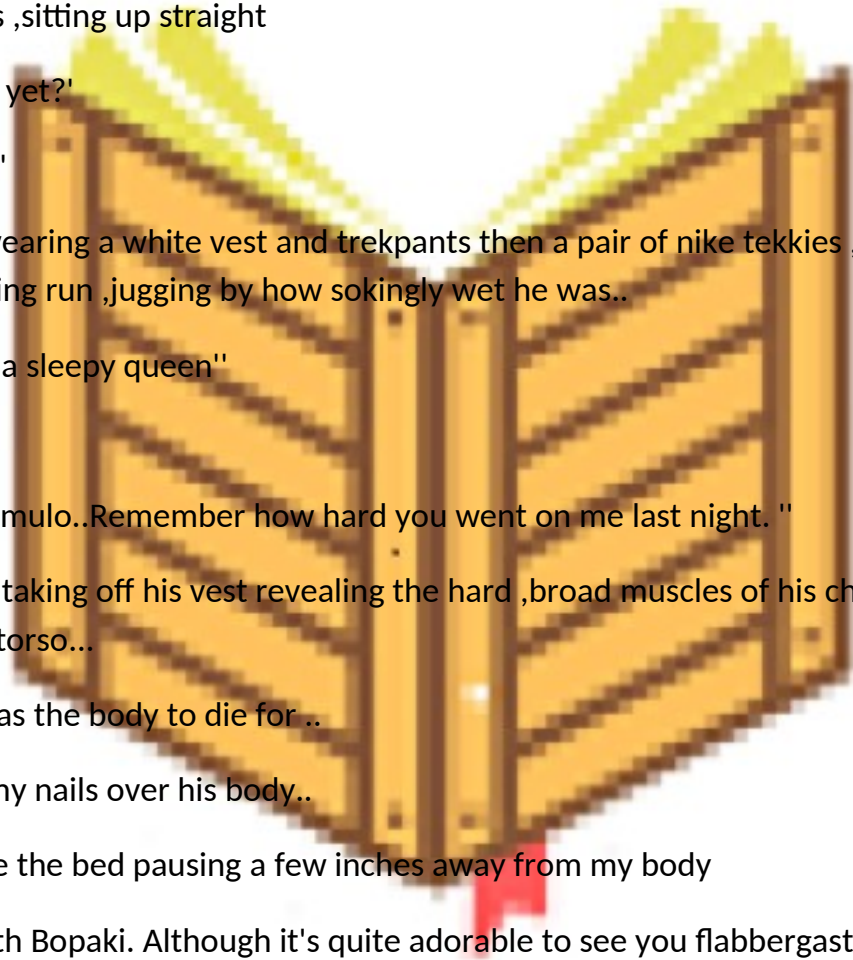 s ,sitting up straight
yet?'
'
earing a white vest and trekpants then a pair of nike tekkies ,
ing run ,jugging by how sokingly wet he was..
a sleepy queen''
mulo..Remember how hard you went on me last night. ''
taking off his vest revealing the hard ,broad muscles of his ch
torso...
as the body to die for ..
ny nails over his body..
e the bed pausing a few inches away from my body
th Bopaki. Although it's quite adorable to see you flabbergast